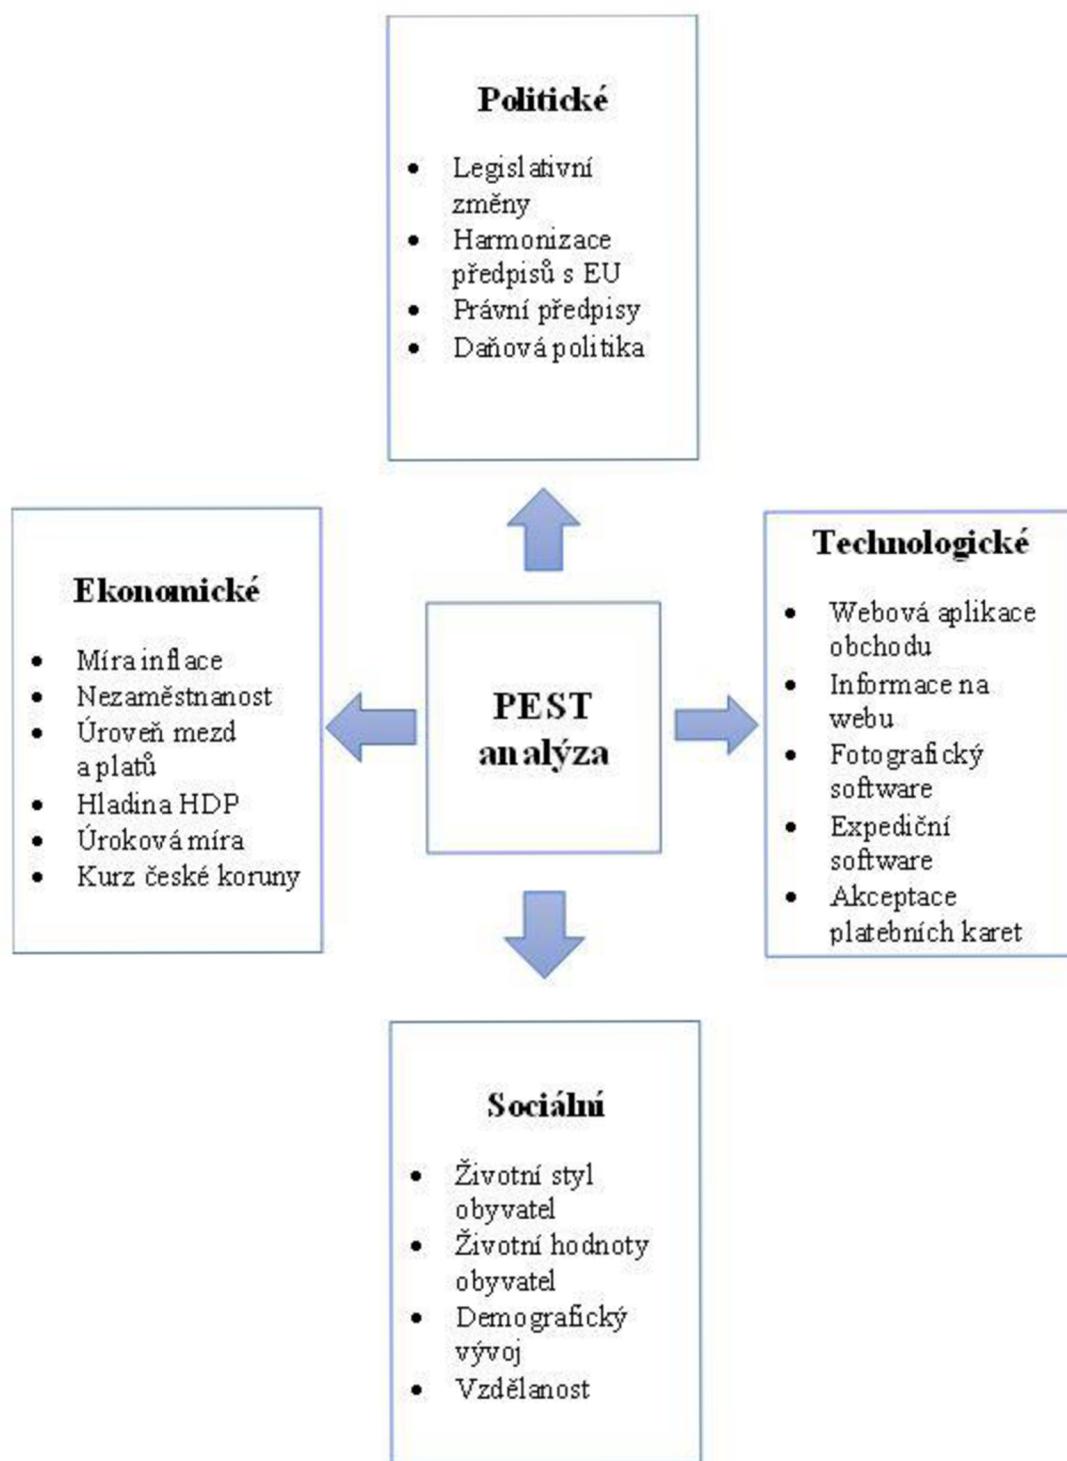 Politické
• Legislativní
změny
• Harmonizace
předpisů s EU
• Právní předpisy
• Daňová politika
Ekonomické
• Míra inflace
• Nezaměstnanost
• Úroveň mezd
a platů
• Hladina HDP
• Úroková míra
• Kurz české koruny
PEST
analýza
Technologické
• Webová aplikace
obchodu
• Informace na
webu
• Fotografický
software
• Expediční
software
• Akceptace
platebních karet
Sociální
• Životní styl
obyvatel
• Životní hodnoty
obyvatel
• Demografický
vývoj
• Vzdělanost